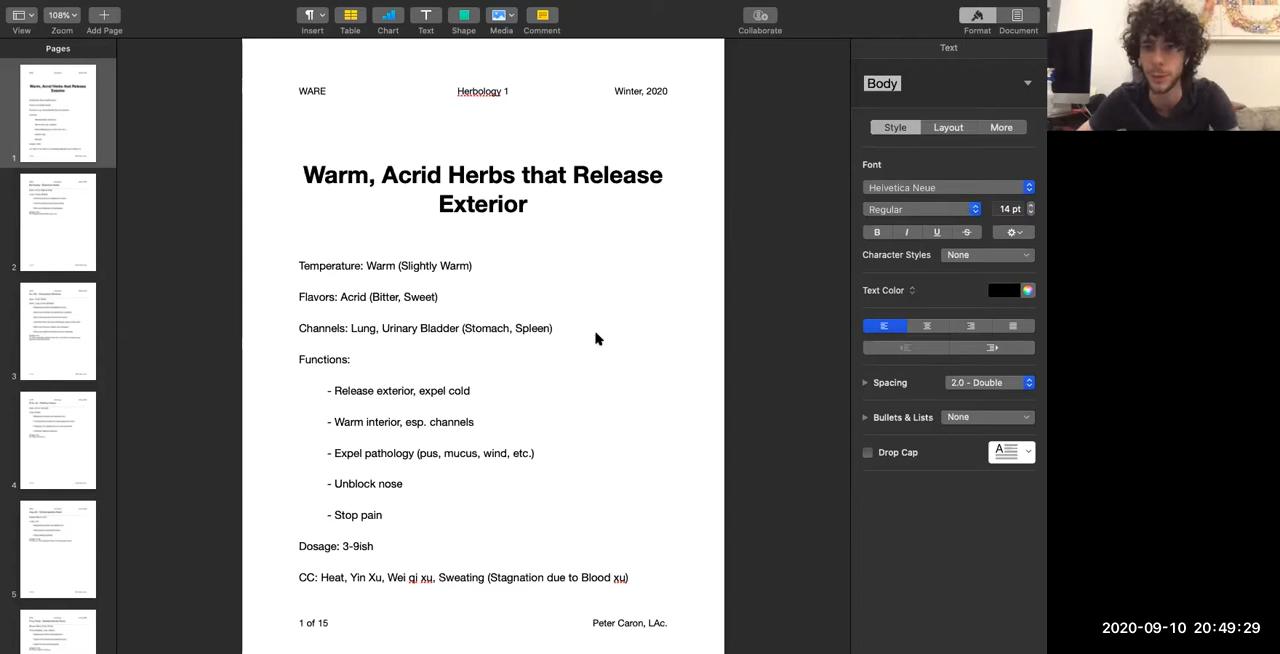 108%
View
Zoom
Add Page
Insert
Table
Chart
Text
Shape
Media
Comment
Collaborate
Format
Document
Pages
1
2
3
4
5
WARE
Herbology 1
Winter, 2020
Warm, Acrid Herbs that Release
Exterior
Temperature: Warm (Slightly Warm)
Flavors: Acrid (Bitter, Sweet)
Channels: Lung, Urinary Bladder (Stomach, Spleen)
Functions:
- Release exterior, expel cold
- Warm interior, esp. channels
- Expel pathology (pus, mucus, wind, etc.)
- Unblock nose
- Stop pain
Dosage: 3-9ish
CC: Heat, Yin Xu, Wei qi xu, Sweating (Stagnation due to Blood xu)
1 of 15
Peter Caron, LAc.
Text
Body
Style
Layout
More
Font
Helvetica Neue
Regular
14 pt
B I U S
Character Styles
None
Text Color
Spacing
2.0 - Double
Bullets & Lists
None
Drop Cap
A
2020-09-10 20:49:29